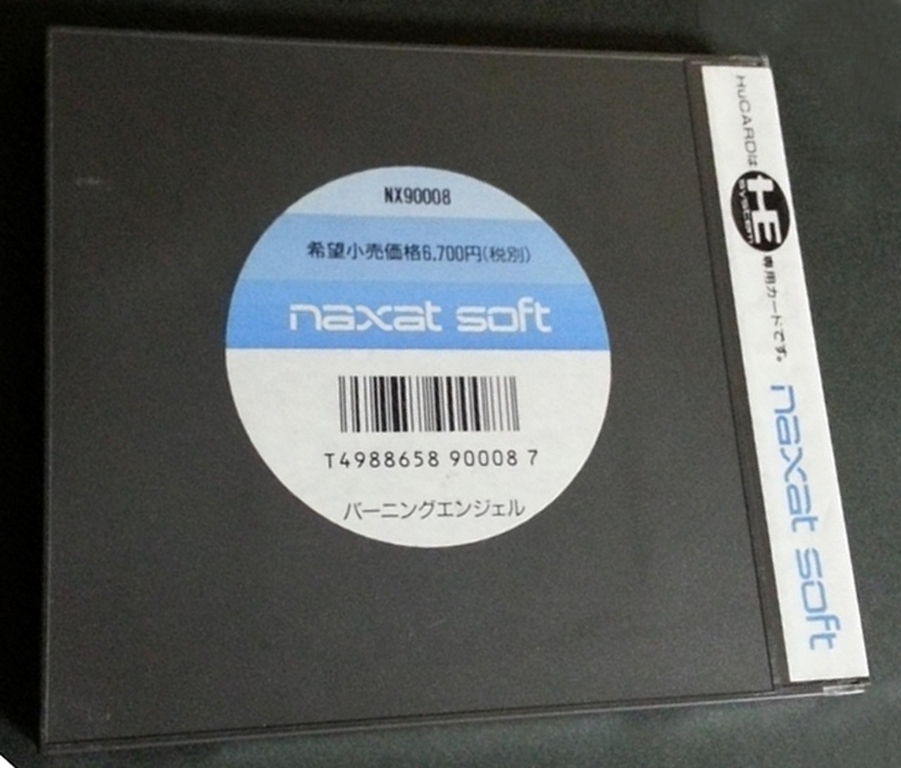 NX90008
希望小売価格6,700円(税別)
naxat soft
T4988658 90008 7
バーニングエンジェル
HuCARDは HE system 専用カードです。 naxat soft